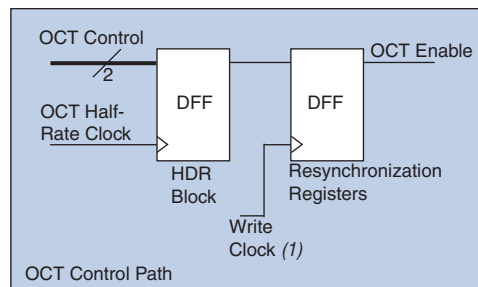 OCT Control
2
OCT Half-
Rate Clock
DFF
HDR
Block
DFF
OCT Enable
Resynchronization
Registers
Write
Clock (1)
OCT Control Path